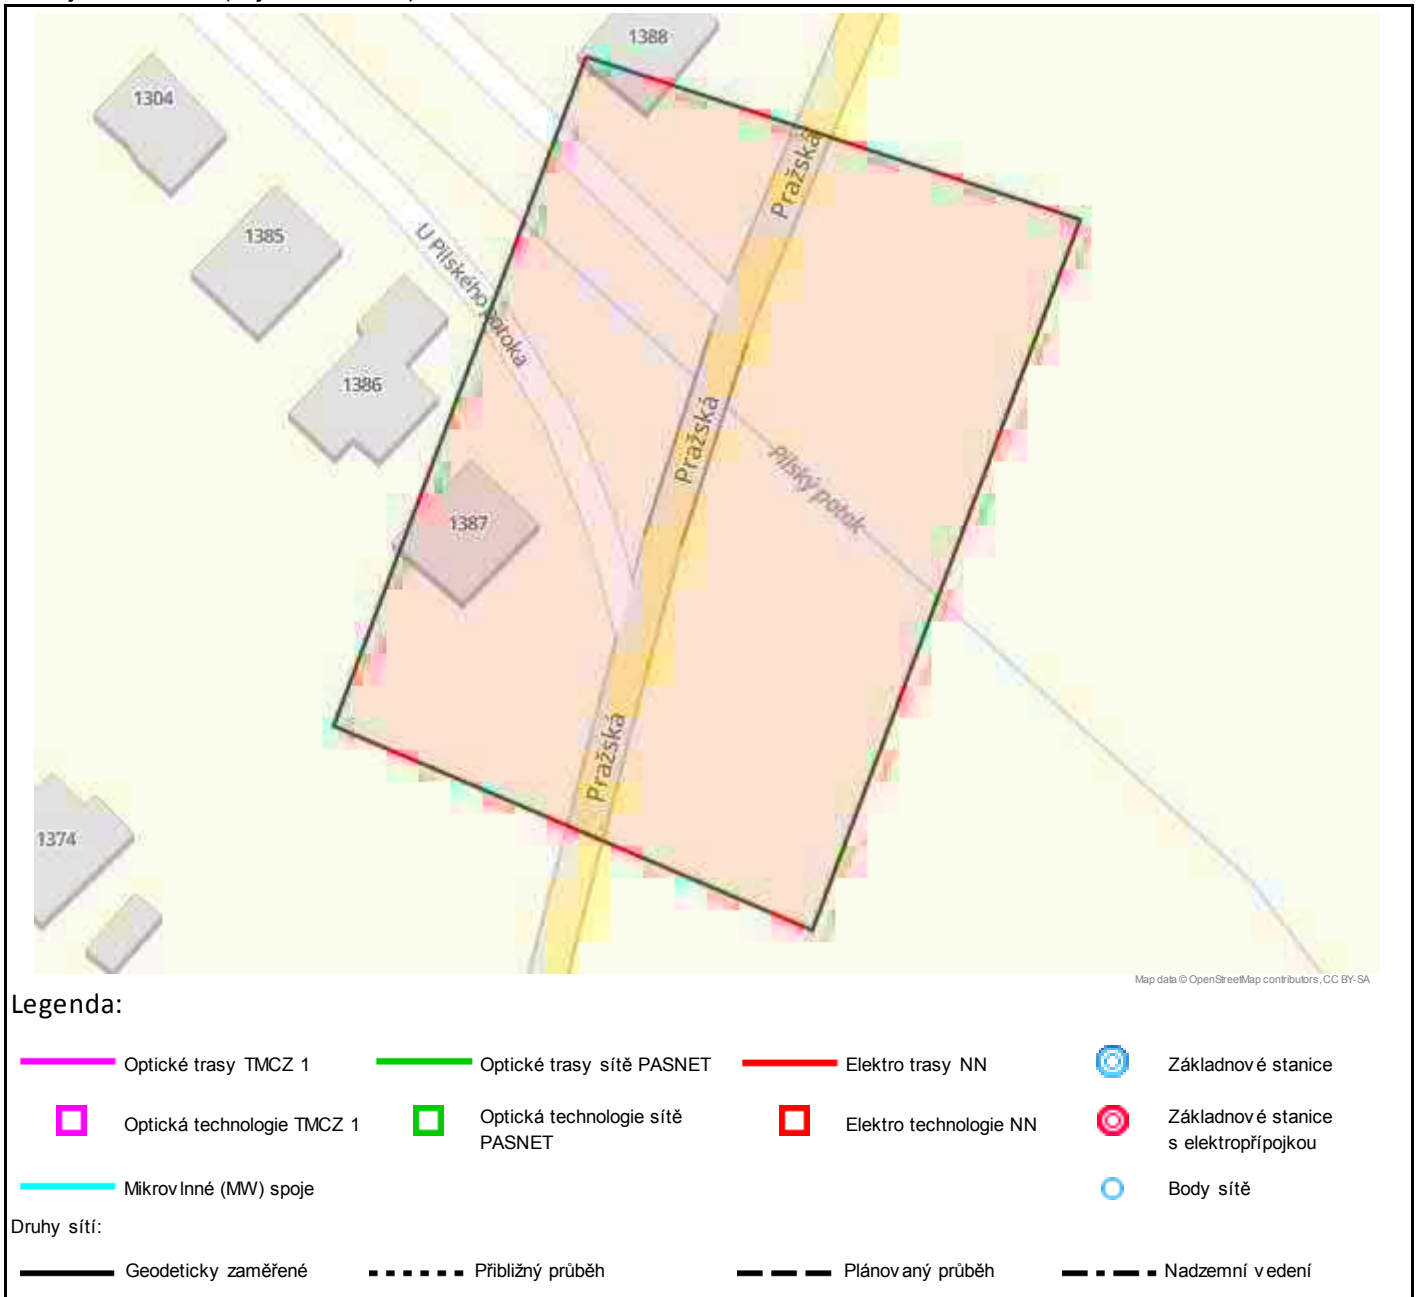 1388
1304
Pražská
1385
U Pilského potoka
1386
Pražská
Pilský potok
1387
Pražská
1374
Map data © OpenStreetMap contributors, CC BY-SA
Legenda:
Optické trasy TMCZ 1
Optické trasy sítě PASNET
Elektro trasy NN
Základnové stanice
Optická technologie TMCZ 1
Optická technologie sítě
PASNET
Elektro technologie NN
Základnové stanice
s elektropřípojkou
Mikrovlnné (MW) spoje
Body sítě
Druhy sítí:
Geodeticky zaměřené
Přibližný průběh
Plánovaný průběh
Nadzemní vedení